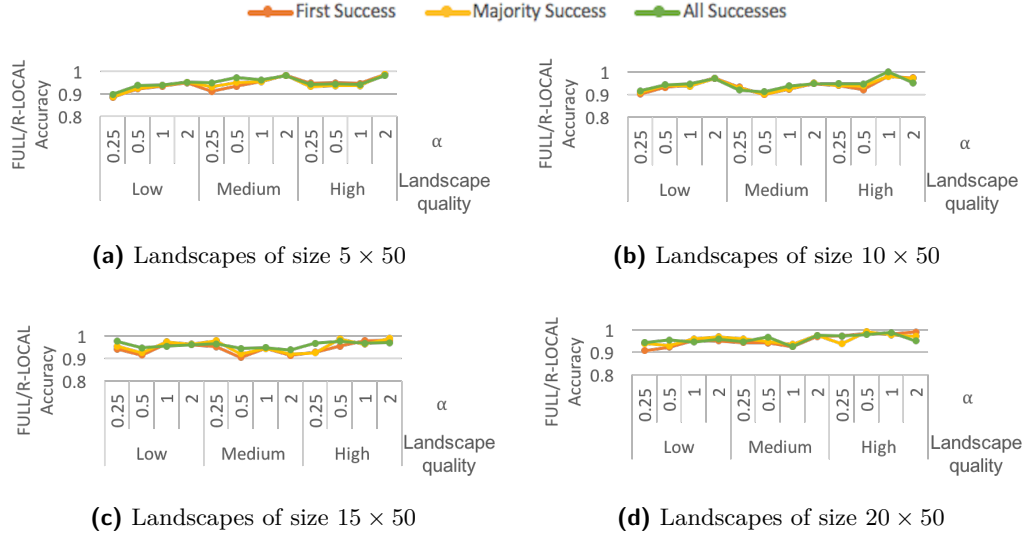 First Success Majority Success All Successes
FULL/R-LOCAL
Accuracy
1
0.9
0.8
0.25 0.5 1 2 0.25 0.5 1 2 0.25 0.5 1 2
α
Low Medium High
Landscape
quality
(a) Landscapes of size 5 × 50
FULL/R-LOCAL
Accuracy
1
0.9
0.8
0.25 0.5 1 2 0.25 0.5 1 2 0.25 0.5 1 2
α
Low Medium High
Landscape
quality
(b) Landscapes of size 10 × 50
FULL/R-LOCAL
Accuracy
1
0.9
0.8
0.25 0.5 1 2 0.25 0.5 1 2 0.25 0.5 1 2
α
Low Medium High
Landscape
quality
(c) Landscapes of size 15 × 50
FULL/R-LOCAL
Accuracy
1
0.9
0.8
0.25 0.5 1 2 0.25 0.5 1 2 0.25 0.5 1 2
α
Low Medium High
Landscape
quality
(d) Landscapes of size 20 × 50